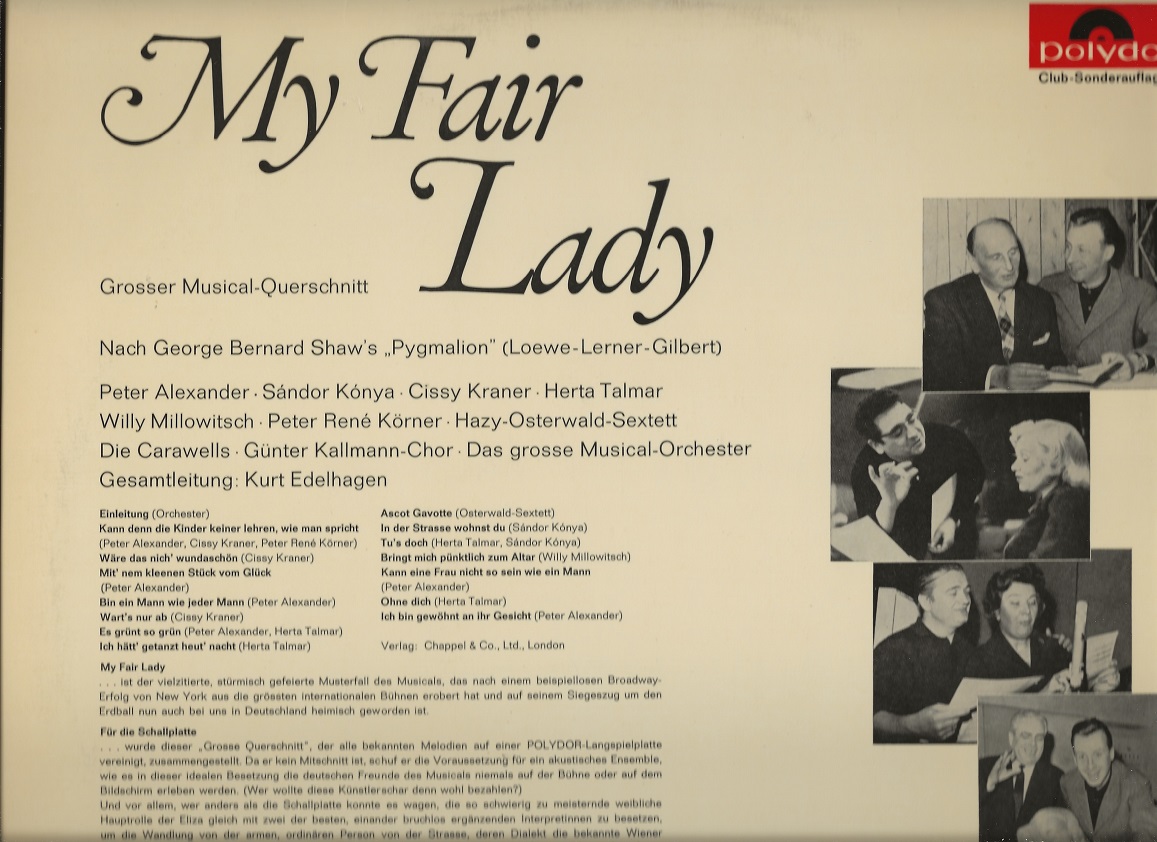 My Fair
Lady
polydo
Club-Sonderauflag
Grosser Musical-Querschnitt
Nach George Bernard Shaw's „Pygmalion" (Loewe-Lerner-Gilbert)
Peter Alexander · Sándor Kónya · Cissy Kraner · Herta Talmar
Willy Millowitsch · Peter René Körner · Hazy-Osterwald-Sextett
Die Carawells · Günter Kallmann-Chor · Das grosse Musical-Orchester
Gesamtleitung: Kurt Edelhagen
Einleitung (Orchester)
Kann denn die Kinder keiner lehren, wie man spricht
(Peter Alexander, Cissy Kraner, Peter René Körner)
Wäre das nich' wundaschön (Cissy Kraner)
Mit' nem kleenen Stück vom Glück
(Peter Alexander)
Bin ein Mann wie jeder Mann (Peter Alexander)
Wart's nur ab (Cissy Kraner)
Es grünt so grün (Peter Alexander, Herta Talmar)
Ich hätt' getanzt heut' nacht (Herta Talmar)
Ascot Gavotte (Osterwald-Sextett)
In der Strasse wohnst du (Sándor Kónya)
Tu's doch (Herta Talmar, Sándor Kónya)
Bringt mich pünktlich zum Altar (Willy Millowitsch)
Kann eine Frau nicht so sein wie ein Mann
(Peter Alexander)
Ohne dich (Herta Talmar)
Ich bin gewöhnt an ihr Gesicht (Peter Alexander)
Verlag: Chappel & Co., Ltd., London
My Fair Lady
. . . ist der vielzitierte, stürmisch gefeierte Musterfall des Musicals, das nach einem beispiellosen Broadway-
Erfolg von New York aus die grössten internationalen Bühnen erobert hat und auf seinem Siegeszug um den
Erdball nun auch bei uns in Deutschland heimisch geworden ist.
Für die Schallplatte
. . . wurde dieser „Grosse Querschnitt", der alle bekannten Melodien auf einer POLYDOR-Langspielplatte
vereinigt, zusammengestellt. Da er kein Mitschnitt ist, schuf er die Voraussetzung für ein akustisches Ensemble,
wie es in dieser idealen Besetzung die deutschen Freunde des Musicals niemals auf der Bühne oder auf dem
Bildschirm erleben werden. (Wer wollte diese Künstlerschar denn wohl bezahlen?)
Und vor allem, wer anders als die Schallplatte konnte es wagen, die so schwierig zu meisternde weibliche
Hauptrolle der Eliza gleich mit zwei der besten, einander bruchlos ergänzenden Interpretinnen zu besetzen,
um die Wandlung von der armen, ordinären Person von der Strasse, deren Dialekt die bekannte Wiener